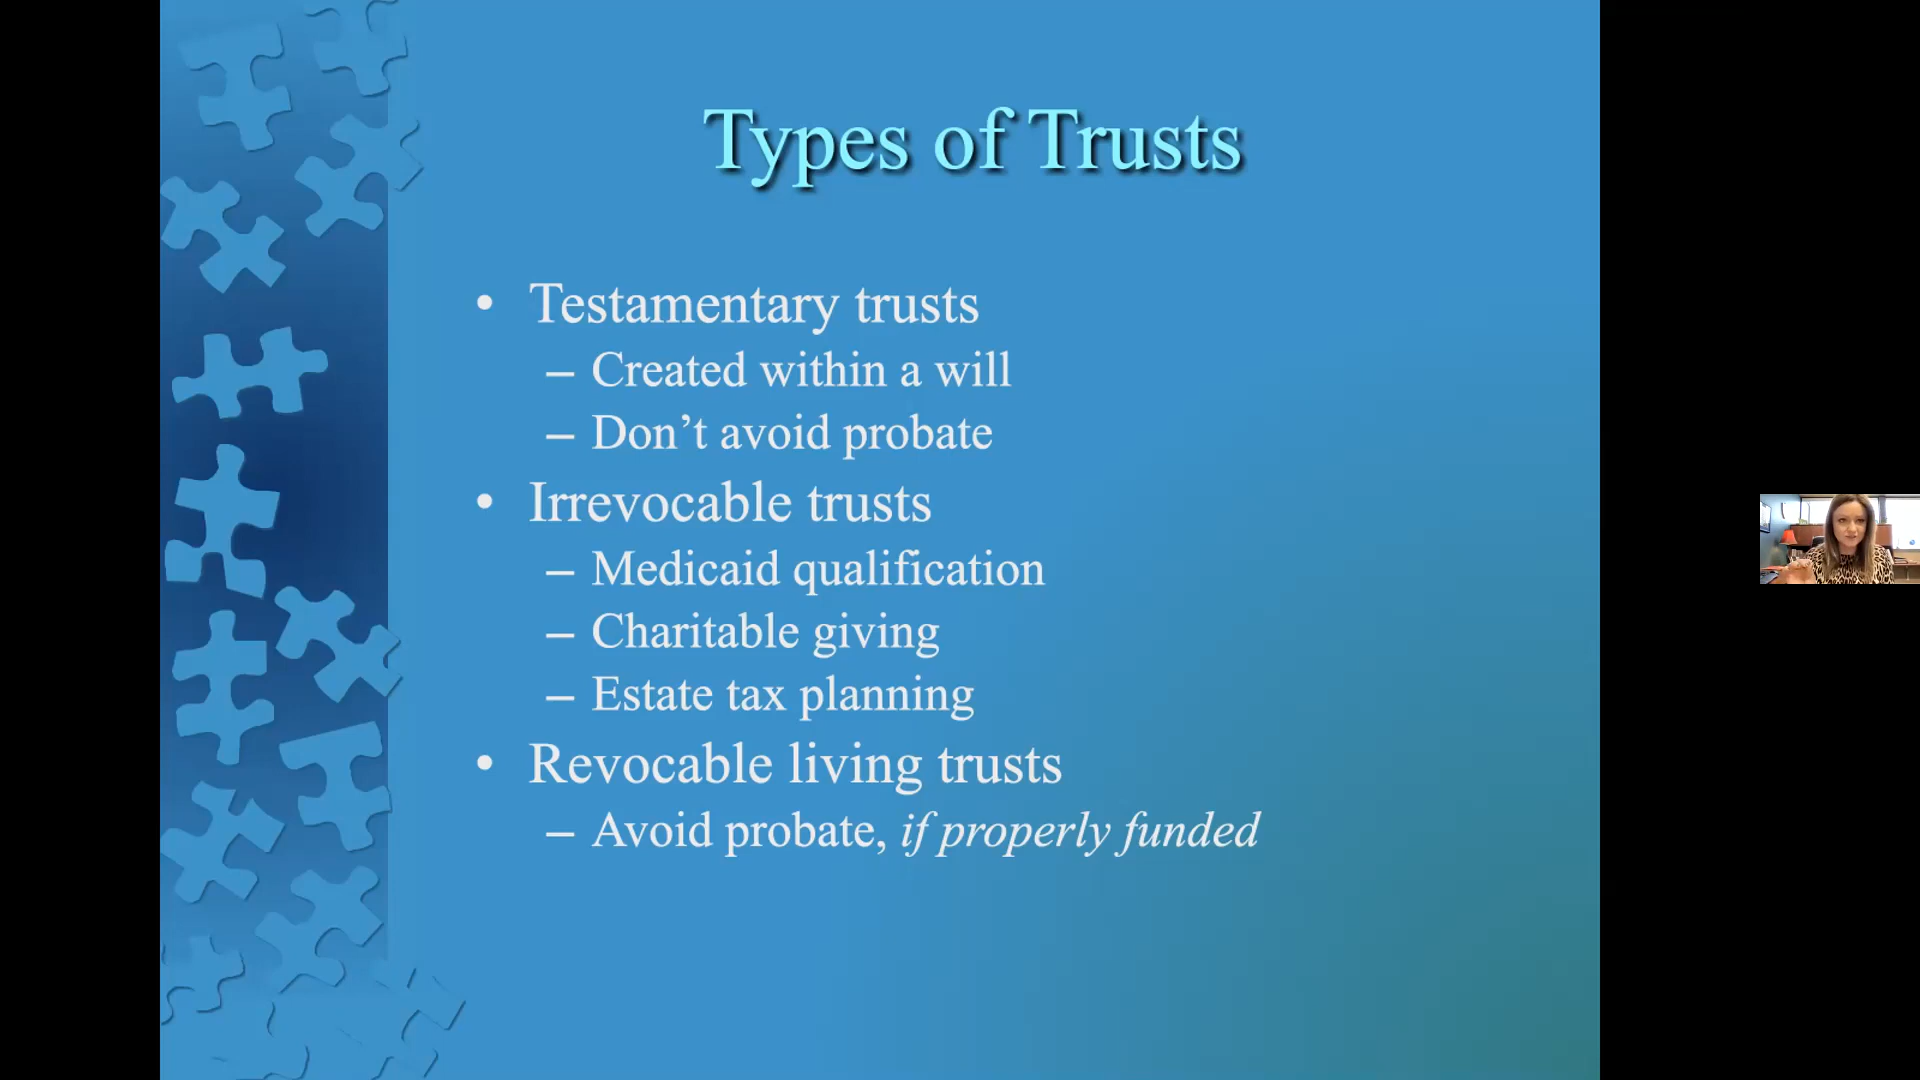 Types of Trusts
• Testamentary trusts
– Created within a will
– Don’t avoid probate
• Irrevocable trusts
– Medicaid qualification
– Charitable giving
– Estate tax planning
• Revocable living trusts
– Avoid probate, if properly funded